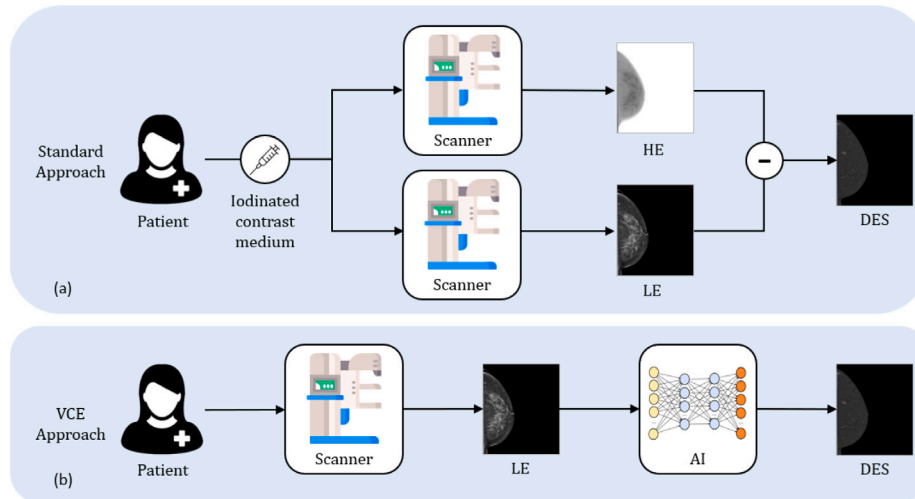 Standard
Approach
Patient
Iodinated
contrast
medium
Scanner
HE
Scanner
LE
DES
(a)
VCE
Approach
Patient
Scanner
LE
AI
DES
(b)